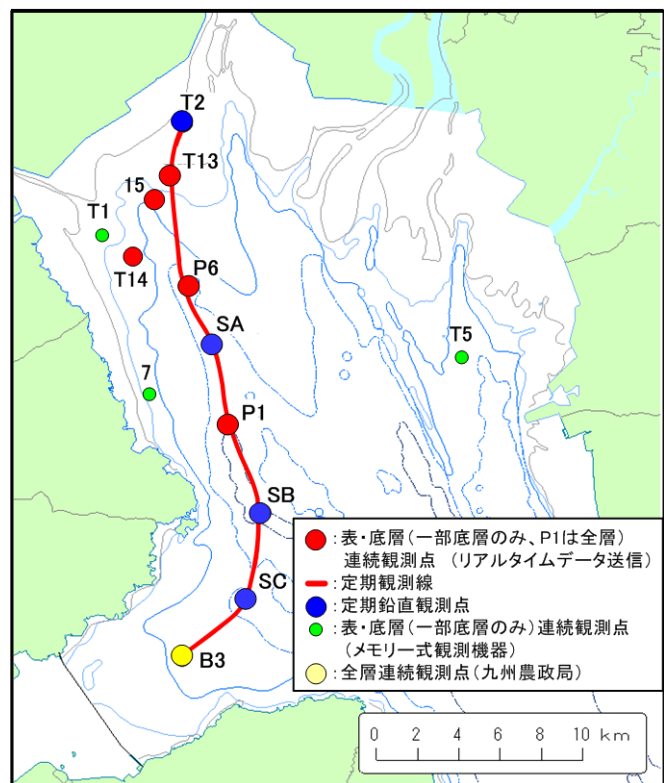 T2
T13
15
T1
T14
P6
SA
T5
7
P1
SB
:表・底層(一部底層のみ、P1は全層)
連続観測点 (リアルタイムデータ送信)
:定期観測線
:定期鉛直観測点
:表・底層(一部底層のみ)連続観測点
(メモリー式観測機器)
:全層連続観測点(九州農政局)
SC
B3
0 2 4 6 8 10 km